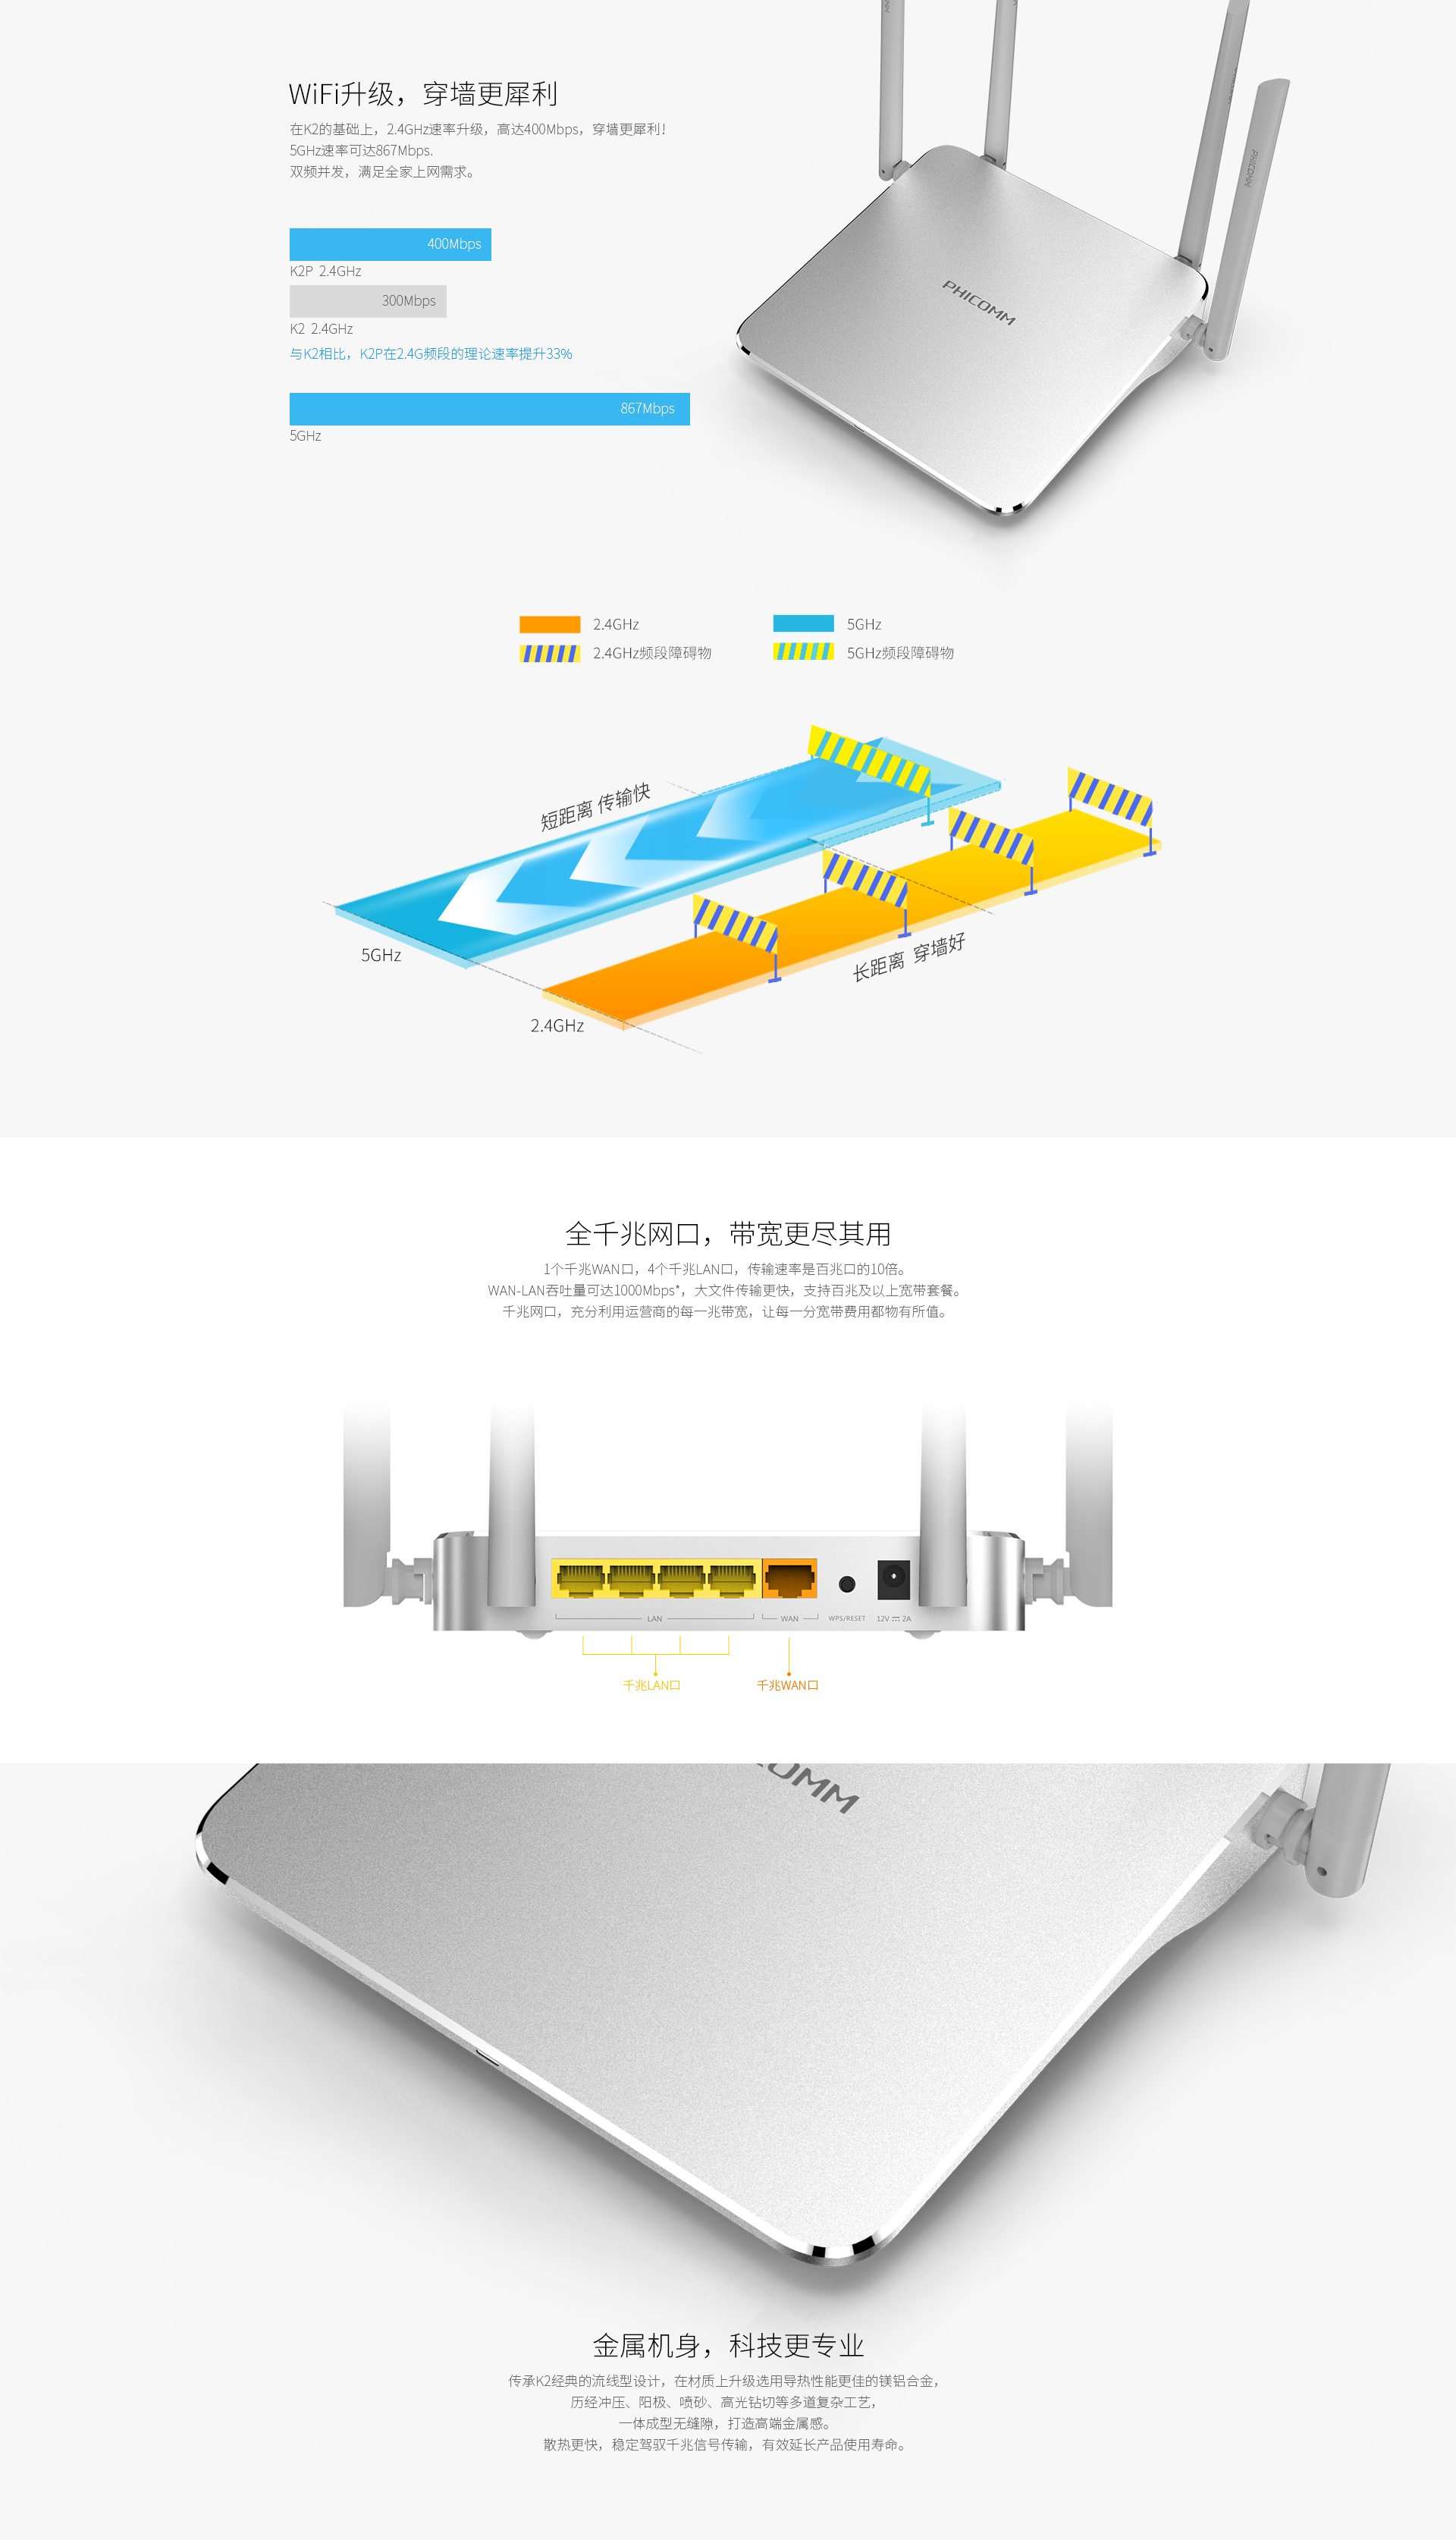 WiFi升级，穿墙更犀利
在K2的基础上，2.4GHz速率升级，高达400Mbps，穿墙更犀利！
5GHz速率可达867Mbps.
双频并发，满足全家上网需求。
400Mbps
K2P 2.4GHz
300Mbps
K2 2.4GHz
与K2相比，K2P在2.4G频段的理论速率提升33%
867Mbps
5GHz
PHICOMM
PHICOMM
2.4GHz
5GHz
2.4GHz频段障碍物
5GHz频段障碍物
短距离 传输快
5GHz
长距离 穿墙好
2.4GHz
全千兆网口，带宽更尽其用
1个千兆WAN口，4个千兆LAN口，传输速率是百兆口的10倍。
WAN-LAN吞吐量可达1000Mbps*，大文件传输更快，支持百兆及以上宽带套餐。
千兆网口，充分利用运营商的每一兆带宽，让每一分宽带费用都物有所值。
LAN
WAN
WPS/RESET
12V ⎓ 2A
千兆LAN口
千兆WAN口
OMM
金属机身，科技更专业
传承K2经典的流线型设计，在材质上升级选用导热性能更佳的镁铝合金，
历经冲压、阳极、喷砂、高光钻切等多道复杂工艺，
一体成型无缝隙，打造高端金属感。
散热更快，稳定驾驭千兆信号传输，有效延长产品使用寿命。